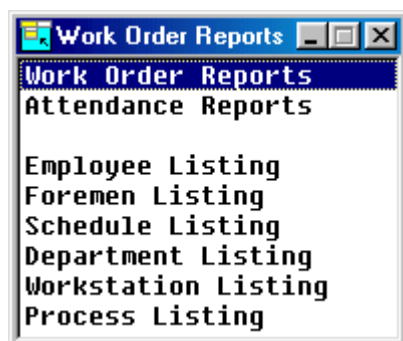 Work Order Reports
Work Order Reports
Attendance Reports
Employee Listing
Foremen Listing
Schedule Listing
Department Listing
Workstation Listing
Process Listing